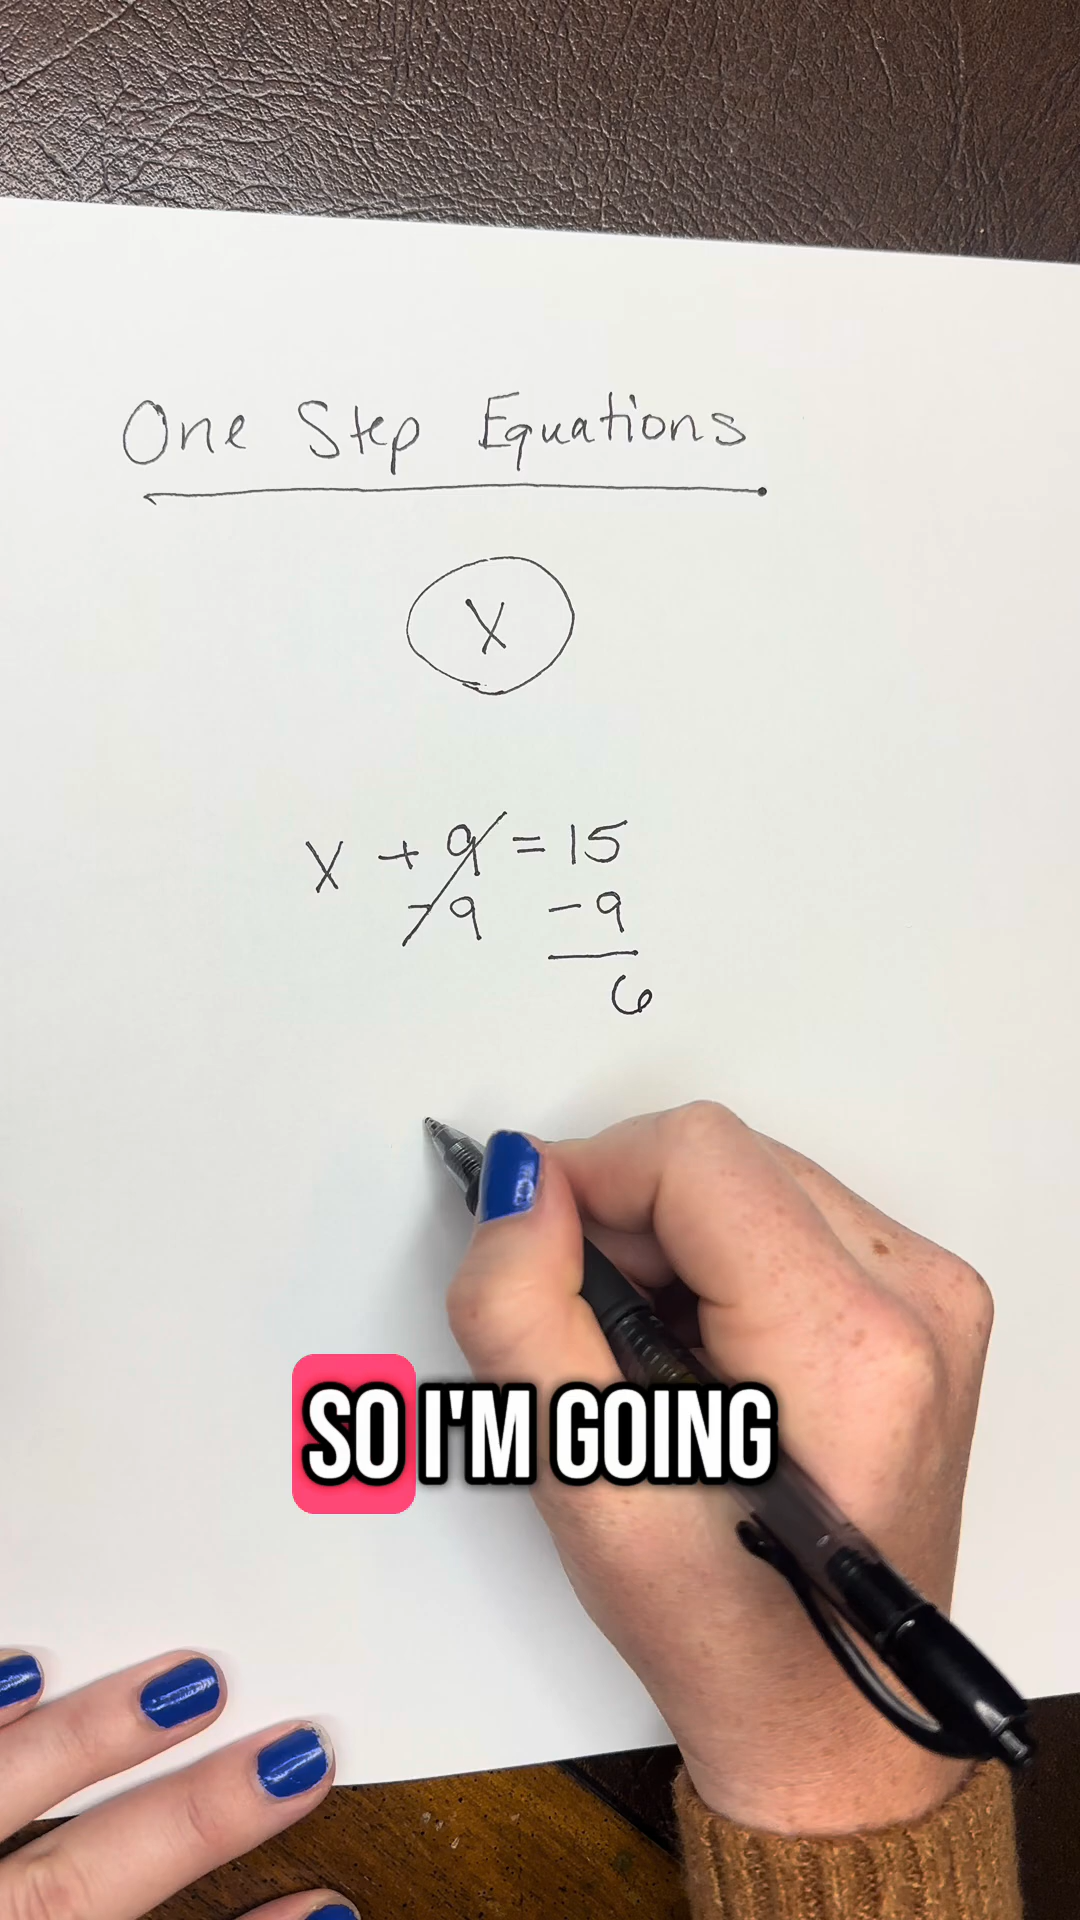 One Step Equations
X
X + 9 = 15
-9 -9
6
SO I'M GOING